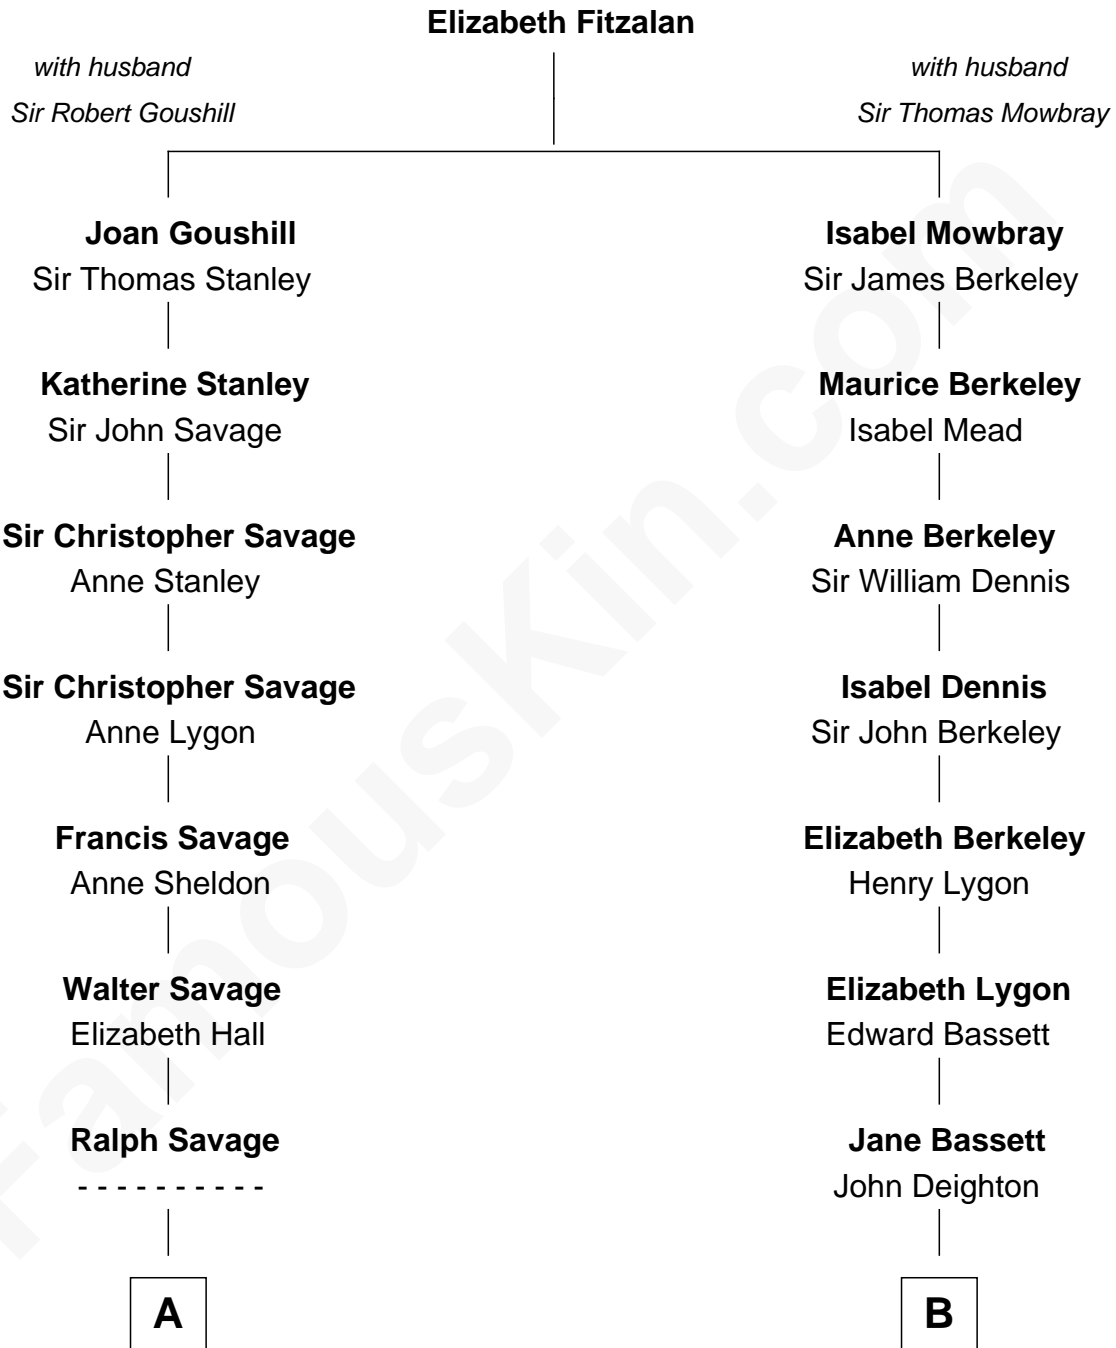 Elizabeth Fitzalan
with husband
Sir Robert Goushill
with husband
Sir Thomas Mowbray
Joan Goushill
Sir Thomas Stanley
Isabel Mowbray
Sir James Berkeley
Katherine Stanley
Sir John Savage
Maurice Berkeley
Isabel Mead
Sir Christopher Savage
Anne Stanley
Anne Berkeley
Sir William Dennis
Sir Christopher Savage
Anne Lygon
Isabel Dennis
Sir John Berkeley
Francis Savage
Anne Sheldon
Elizabeth Berkeley
Henry Lygon
Walter Savage
Elizabeth Hall
Elizabeth Lygon
Edward Bassett
Ralph Savage
- - - - - - - - - -
Jane Bassett
John Deighton
A
B
FamousKin.com